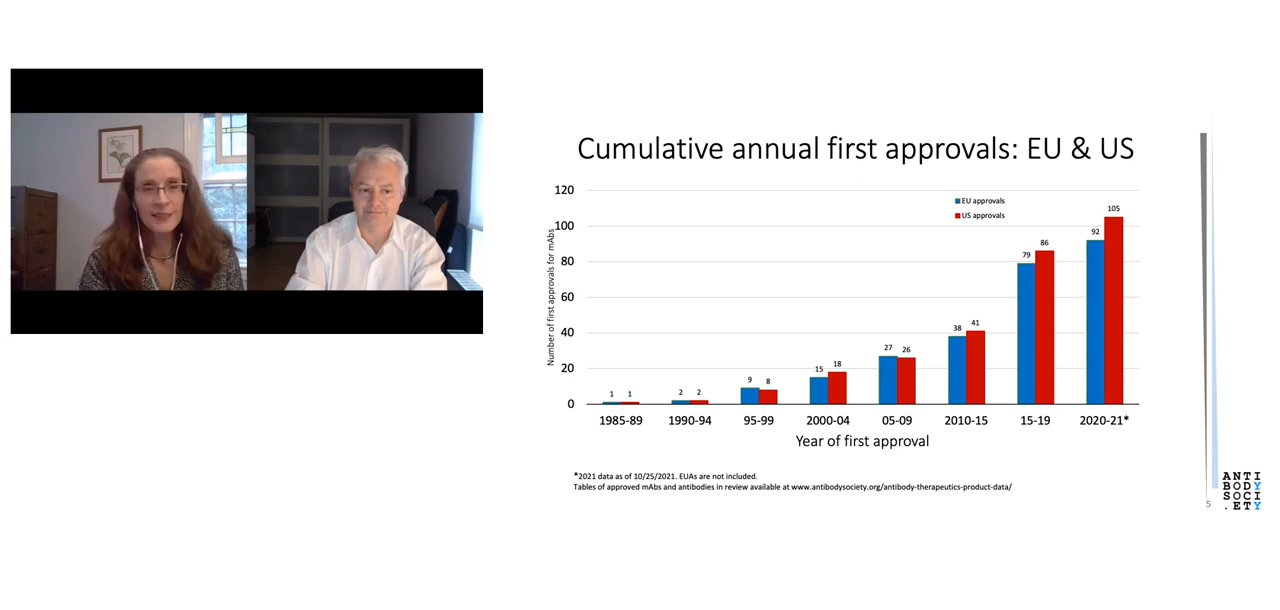 Cumulative annual first approvals: EU & US
120
100
80
60
40
20
0
Number of first approvals for mAbs
EU approvals
US approvals
1 1
2 2
9 8
15 18
27 26
38 41
79 86
92 105
1985-89 1990-94 95-99 2000-04 05-09 2010-15 15-19 2020-21*
Year of first approval
*2021 data as of 10/25/2021. EUAs are not included.
Tables of approved mAbs and antibodies in review available at www.antibodysociety.org/antibody-therapeutics-product-data/
5
ANTI
BODY
SOCI
.ETY